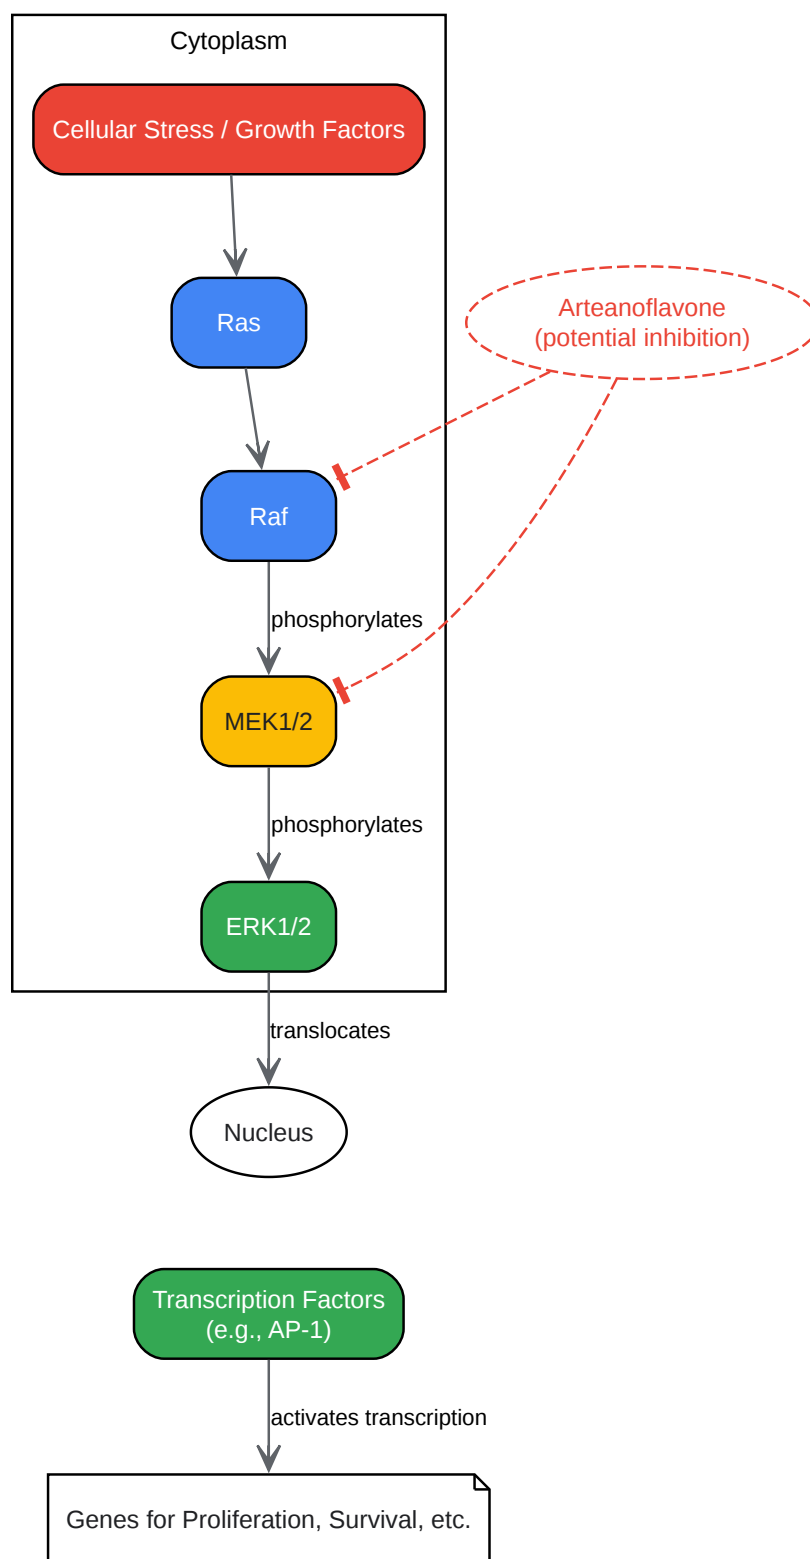 Cytoplasm
Cellular Stress / Growth Factors
Ras
Arteanoflavone
(potential inhibition)
Raf
phosphorylates
MEK1/2
phosphorylates
ERK1/2
translocates
Nucleus
Transcription Factors
(e.g., AP-1)
activates transcription
Genes for Proliferation, Survival, etc.